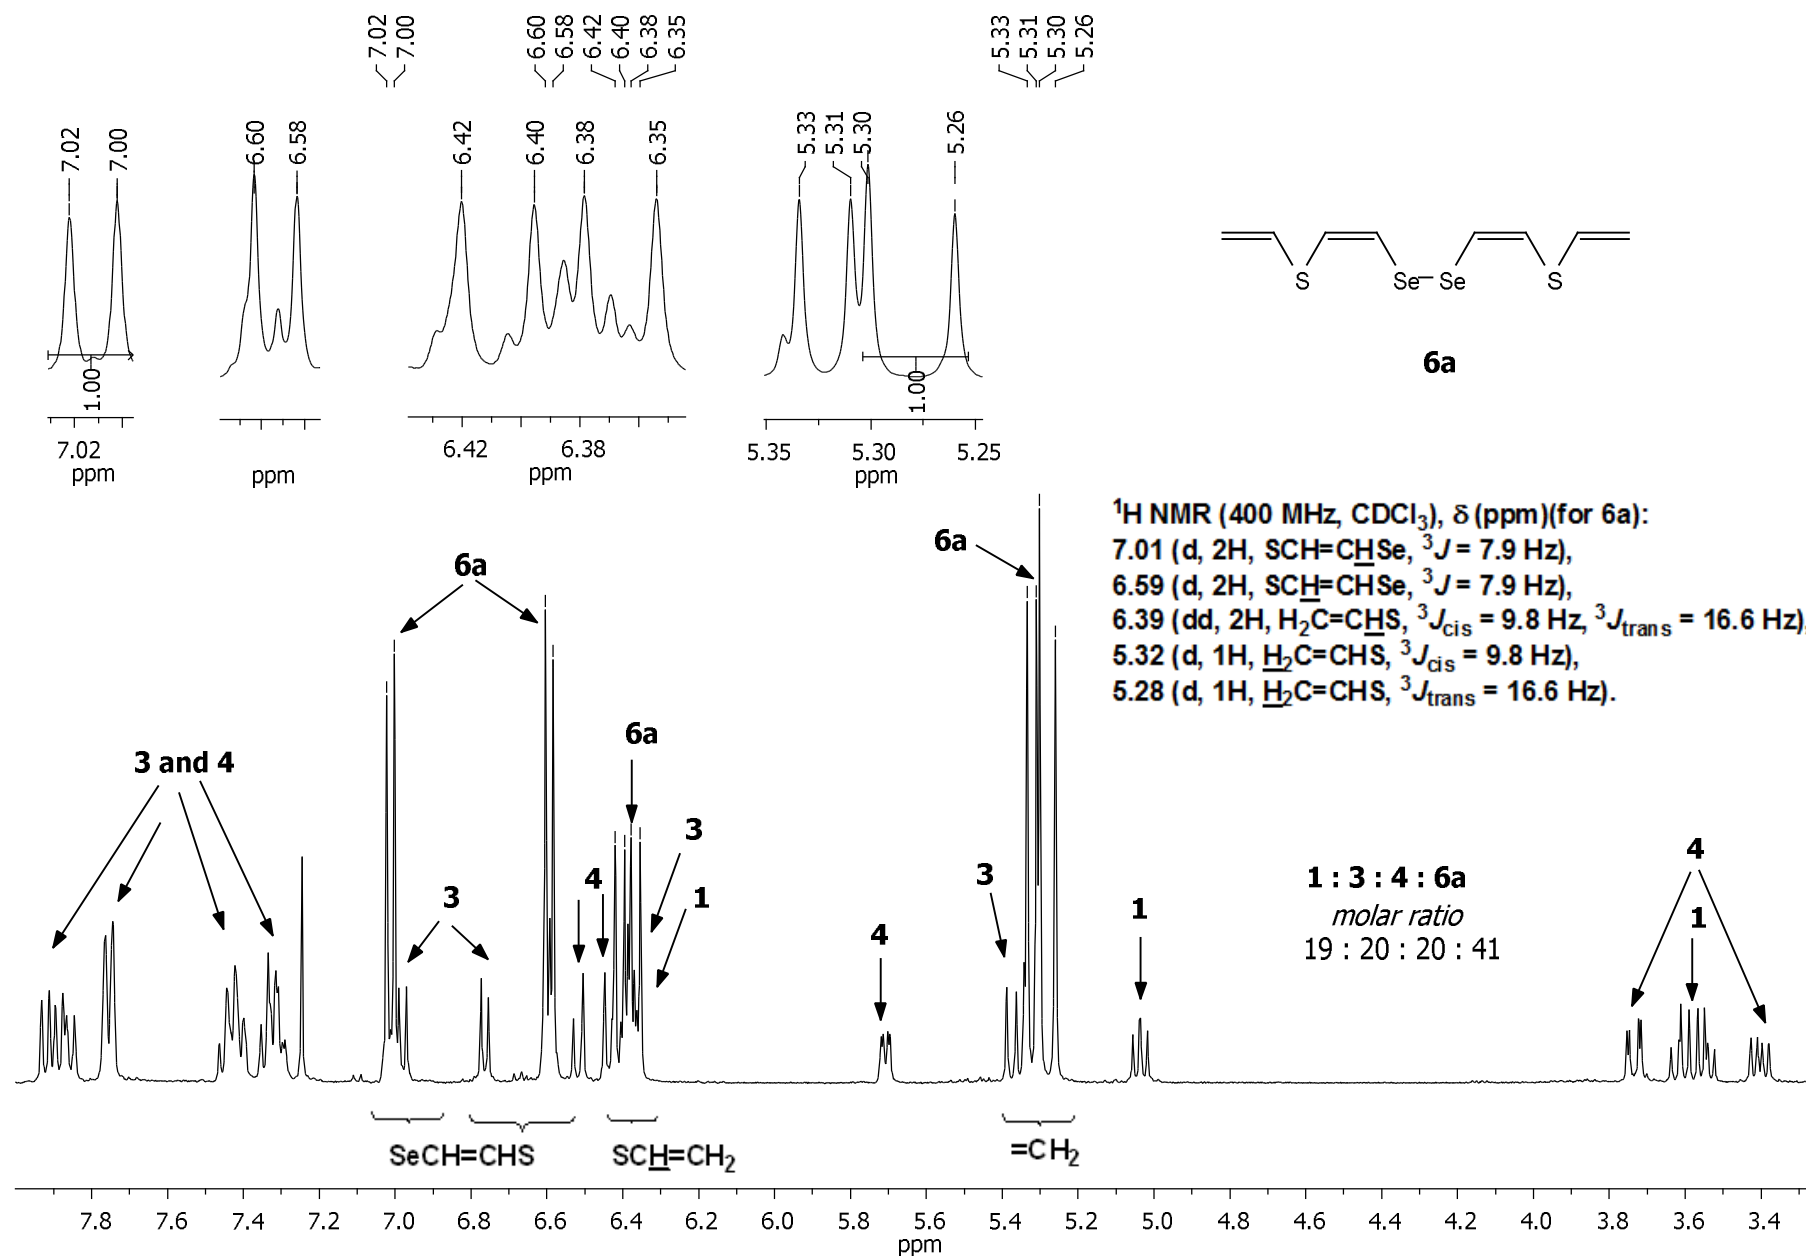 7.02
7.00
6.60
6.58
6.42
6.40
6.38
6.35
5.33
5.31
5.30
5.26
7.02
7.00
6.60
6.58
6.42
6.40
6.38
6.35
5.33
5.31
5.30
5.26
1.00
1.00
7.02
6.42
6.38
5.35
5.30
5.25
ppm
ppm
ppm
ppm
S
Se
Se
S
6a
¹H NMR (400 MHz, CDCl₃), δ (ppm)(for 6a):
7.01 (d, 2H, SCH=CHSe, ³J = 7.9 Hz),
6.59 (d, 2H, SCH=CHSe, ³J = 7.9 Hz),
6.39 (dd, 2H, H₂C=CHS, ³Jcis = 9.8 Hz, ³Jtrans = 16.6 Hz),
5.32 (d, 1H, H₂C=CHS, ³Jcis = 9.8 Hz),
5.28 (d, 1H, H₂C=CHS, ³Jtrans = 16.6 Hz).
6a
6a
6a
3 and 4
3
4
3
1
4
3
1
4
1
1 : 3 : 4 : 6a
molar ratio
19 : 20 : 20 : 41
SeCH=CHS
SCH=CH₂
=CH₂
7.8
7.6
7.4
7.2
7.0
6.8
6.6
6.4
6.2
6.0
5.8
5.6
5.4
5.2
5.0
4.8
4.6
4.4
4.2
4.0
3.8
3.6
3.4
ppm